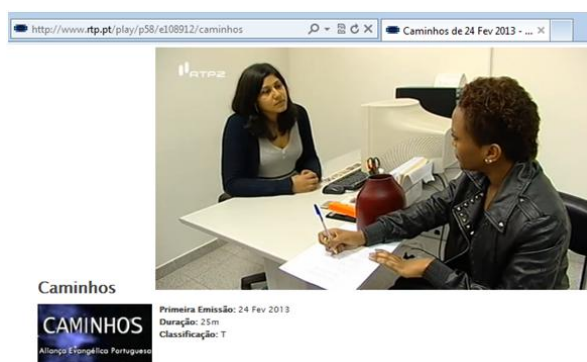 http://www.rtp.pt/play/p58/e108912/caminhos
Caminhos de 24 Fev 2013 - ...
RTP2
Caminhos
CAMINHOS
Aliança Evangélica Portuguesa
Primeira Emissão: 24 Fev 2013
Duração: 25m
Classificação: T